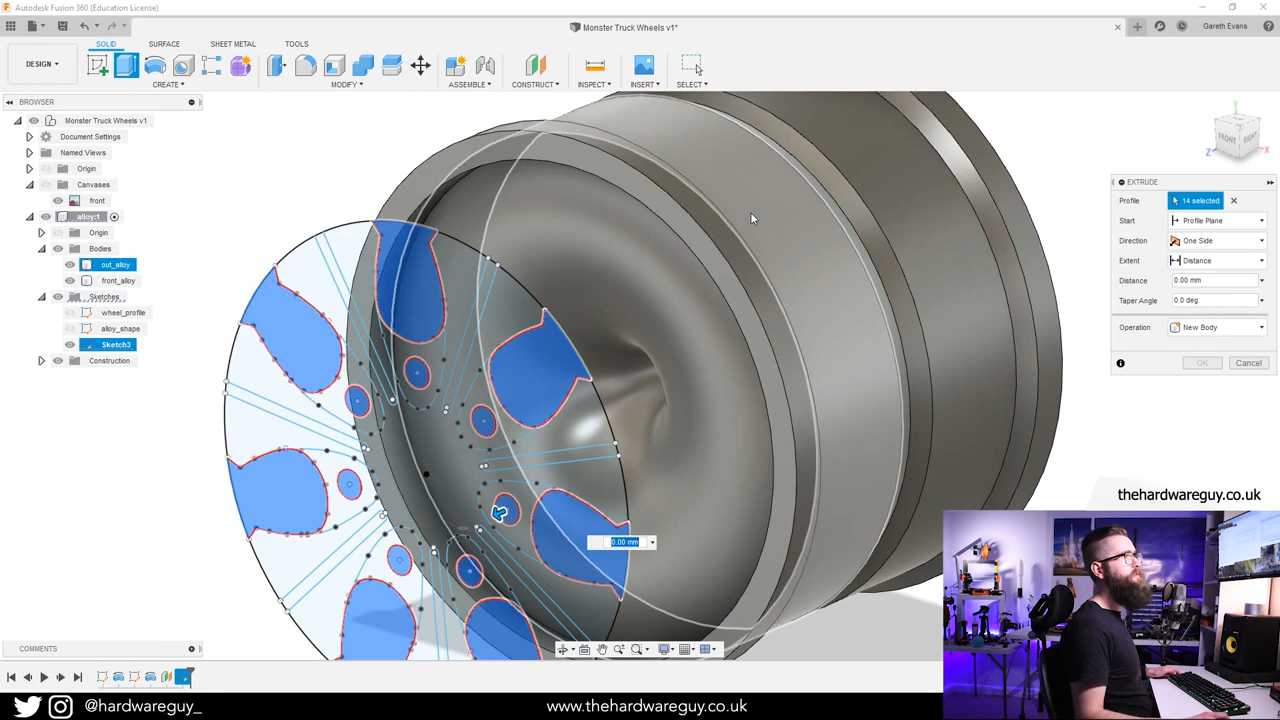 Autodesk Fusion 360 (Education License)
Monster Truck Wheels v1*
Gareth Evans
SOLID SURFACE SHEET METAL TOOLS
DESIGN
CREATE MODIFY ASSEMBLE CONSTRUCT INSPECT INSERT SELECT
BROWSER
Monster Truck Wheels v1
Document Settings
Named Views
Origin
Canvases
front
alloy:1
Origin
Bodies
out_alloy
front_alloy
Sketches
wheel_profile
alloy_shape
Sketch3
Construction
FRONT RIGHT
Z
EXTRUDE
Profile 14 selected
Start Profile Plane
Direction One Side
Extent Distance
Distance 0.00 mm
Taper Angle 0.0 deg
Operation New Body
OK Cancel
0.00 mm
thehardwareguy.co.uk
COMMENTS
@hardwareguy_
www.thehardwareguy.co.uk